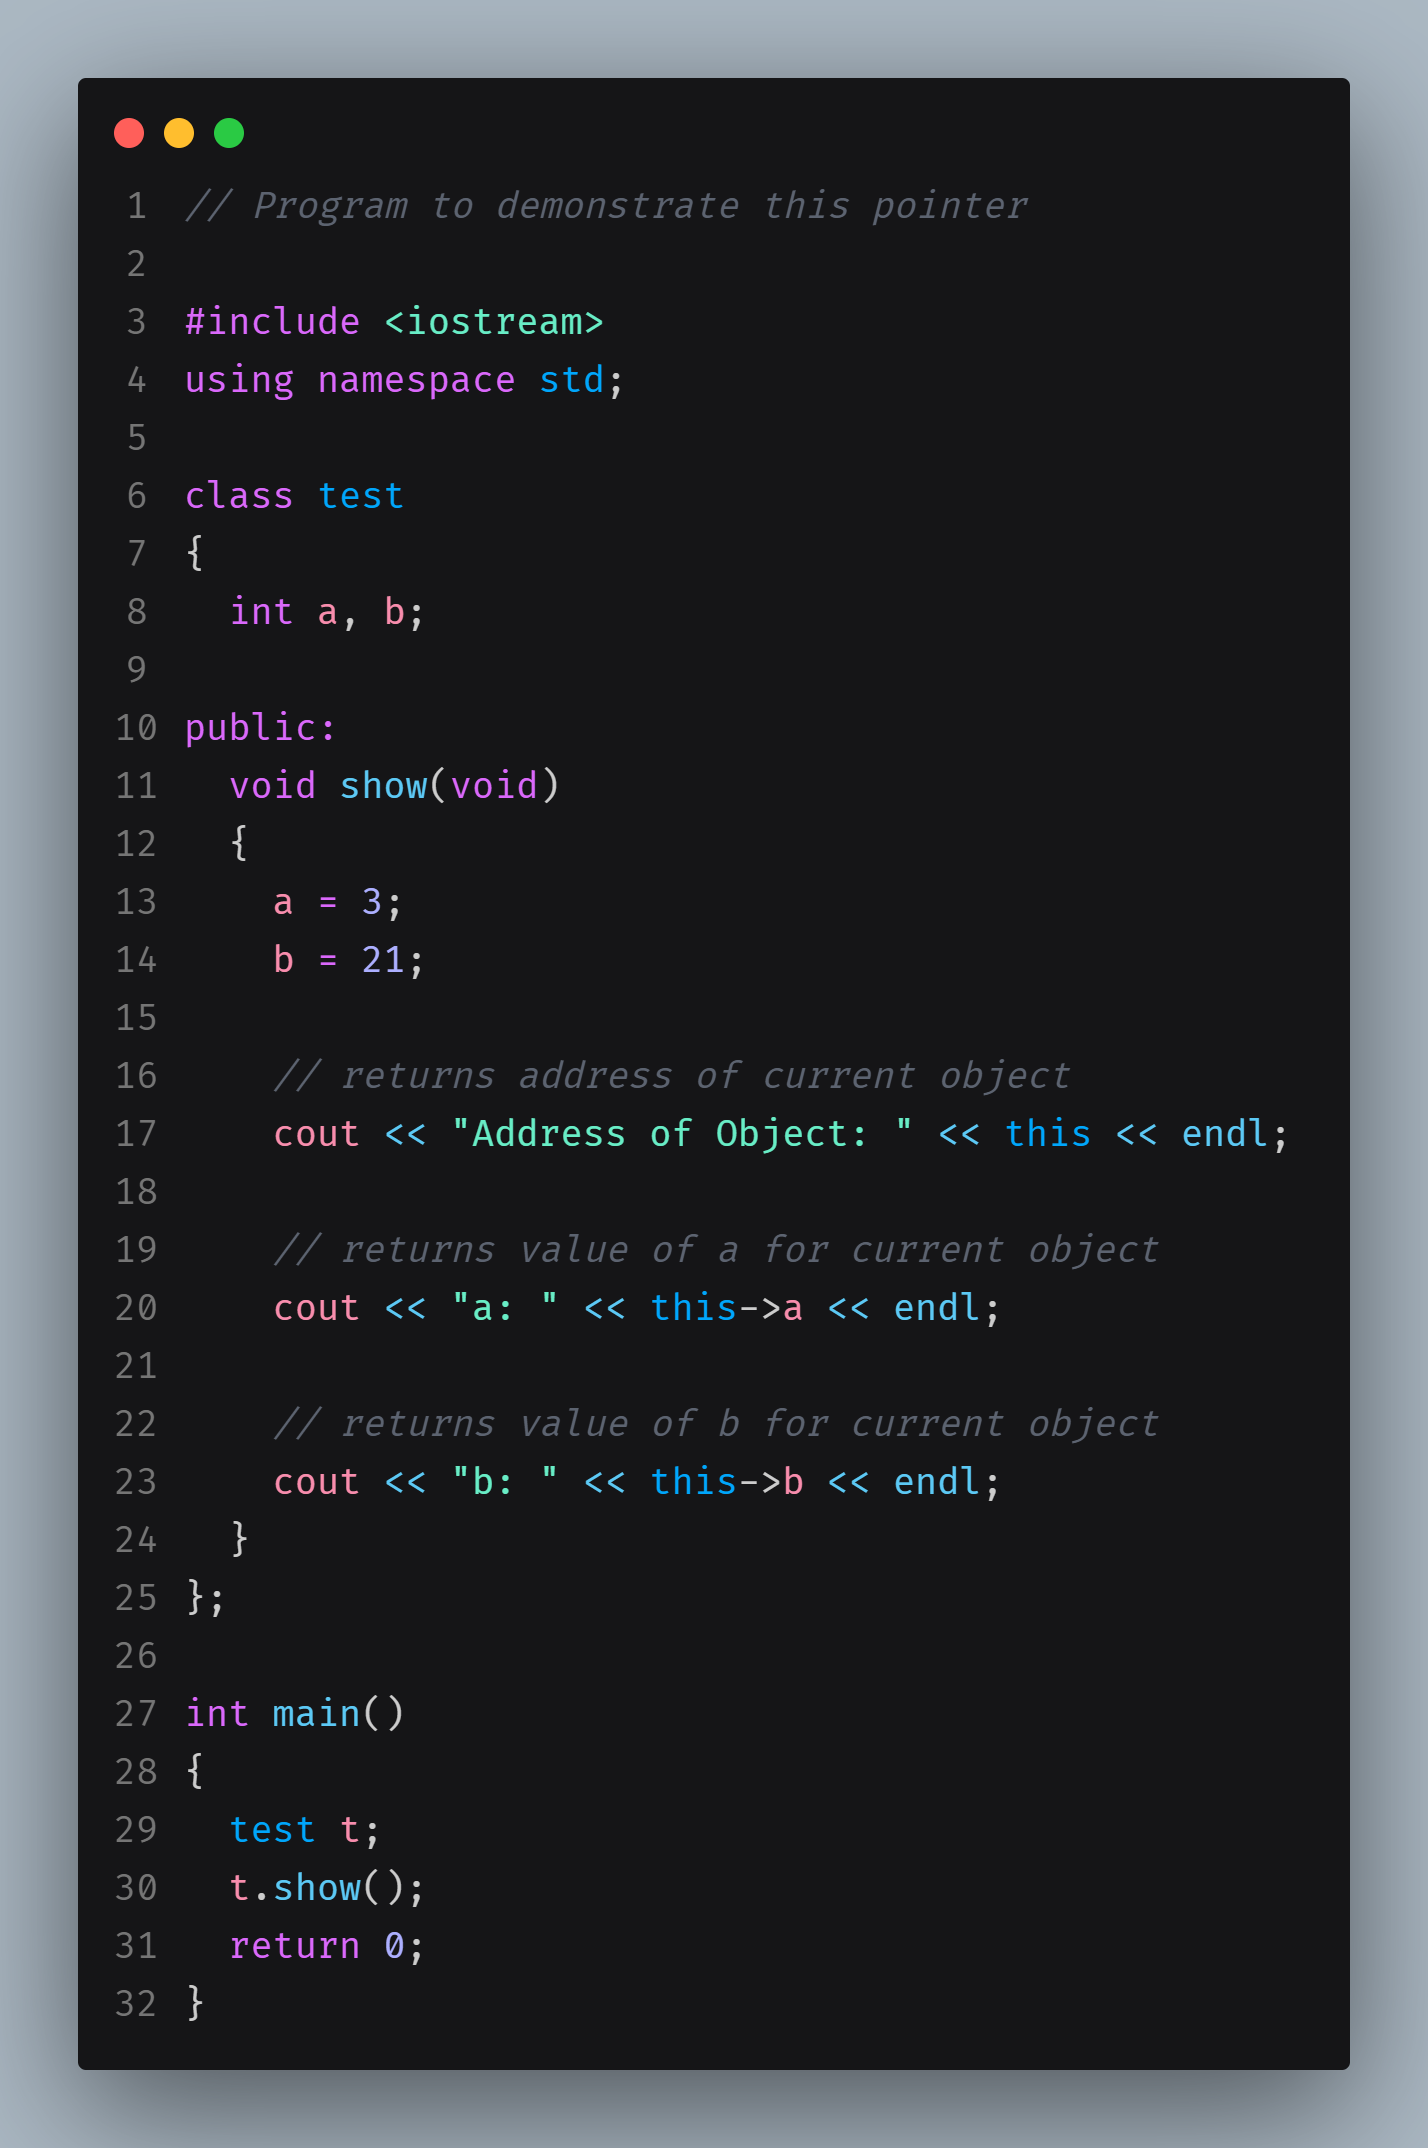 1 // Program to demonstrate this pointer
2
3 #include <iostream>
4 using namespace std;
5
6 class test
7 {
8   int a, b;
9
10 public:
11   void show(void)
12   {
13     a = 3;
14     b = 21;
15
16     // returns address of current object
17     cout << "Address of Object: " << this << endl;
18
19     // returns value of a for current object
20     cout << "a: " << this->a << endl;
21
22     // returns value of b for current object
23     cout << "b: " << this->b << endl;
24   }
25 };
26
27 int main()
28 {
29   test t;
30   t.show();
31   return 0;
32 }